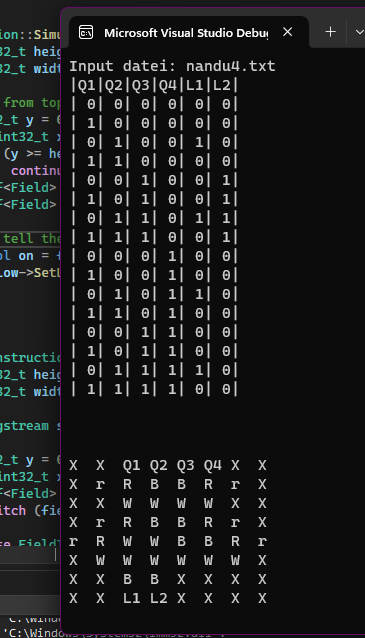 Microsoft Visual Studio Debug
Input datei: nandu4.txt
|Q1|Q2|Q3|Q4|L1|L2|
| 0| 0| 0| 0| 0| 0|
| 1| 0| 0| 0| 0| 0|
| 0| 1| 0| 0| 1| 0|
| 1| 1| 0| 0| 0| 0|
| 0| 0| 1| 0| 0| 1|
| 1| 0| 1| 0| 0| 1|
| 0| 1| 1| 0| 1| 1|
| 1| 1| 1| 0| 0| 1|
| 0| 0| 0| 1| 0| 0|
| 1| 0| 0| 1| 0| 0|
| 0| 1| 0| 1| 1| 0|
| 1| 1| 0| 1| 0| 0|
| 0| 0| 1| 1| 0| 0|
| 1| 0| 1| 1| 0| 0|
| 0| 1| 1| 1| 1| 0|
| 1| 1| 1| 1| 0| 0|
X X Q1 Q2 Q3 Q4 X X
X r R B B R r X
X X W W W W X X
X r R B B R r X
r R W W B B R r
X W W W W W W X
X X B B X X X X
X X L1 L2 X X X X
ion::Simu
32_t heig
32_t widt
from top
2_t y = 0
int32_t x
(y >= he
continu
f<Field>
f<Field>
tell the
ol on =
low->SetL
nstructio
32_t heig
32_t widt
ngstream s
2_t y = 0
int32_t x
f<Field>
itch (fie